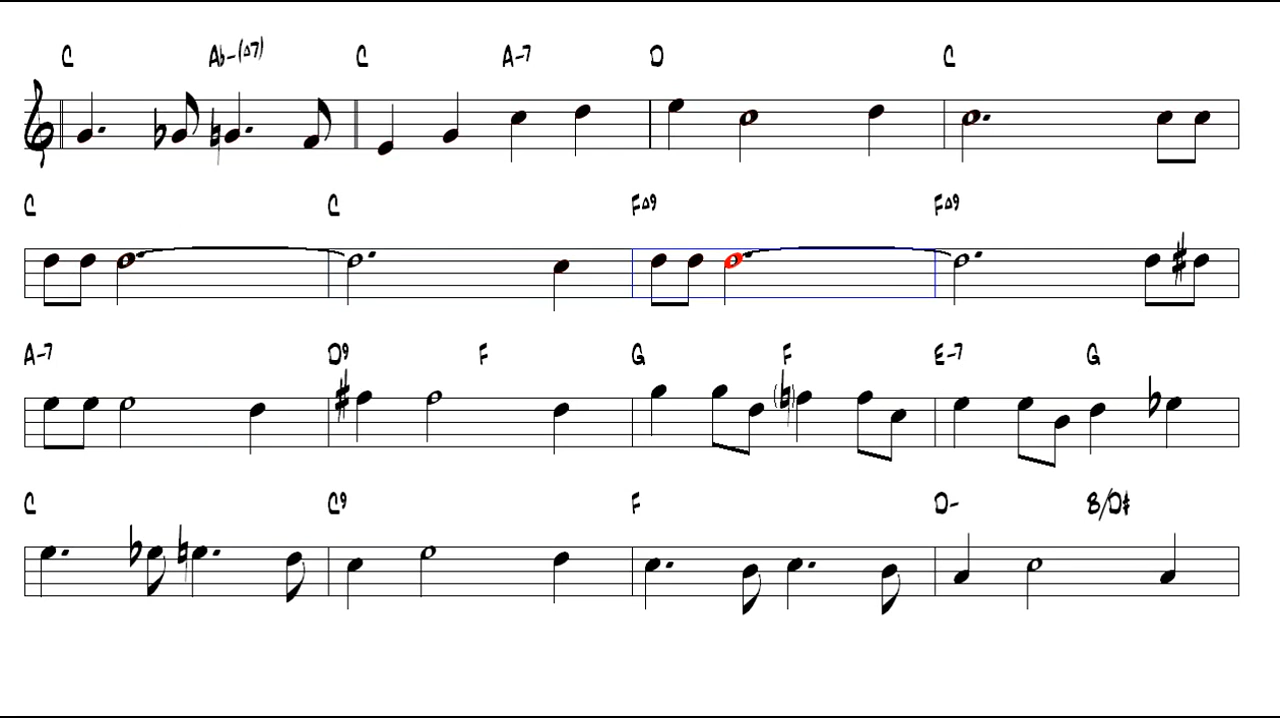 C Ab-(Δ7) C A-7 D C
C C FΔ9 FΔ9
A-7 D9 F G F E-7 G
C C9 F D- B/D#